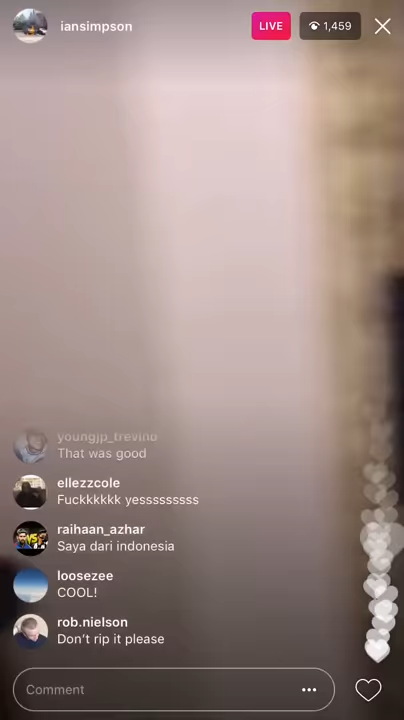 iansimpson
LIVE
1,459
youngjp_trevino
That was good
ellezzcole
Fuckkkkkk yesssssssss
raihaan_azhar
Saya dari indonesia
loosezee
COOL!
rob.nielson
Don't rip it please
Comment